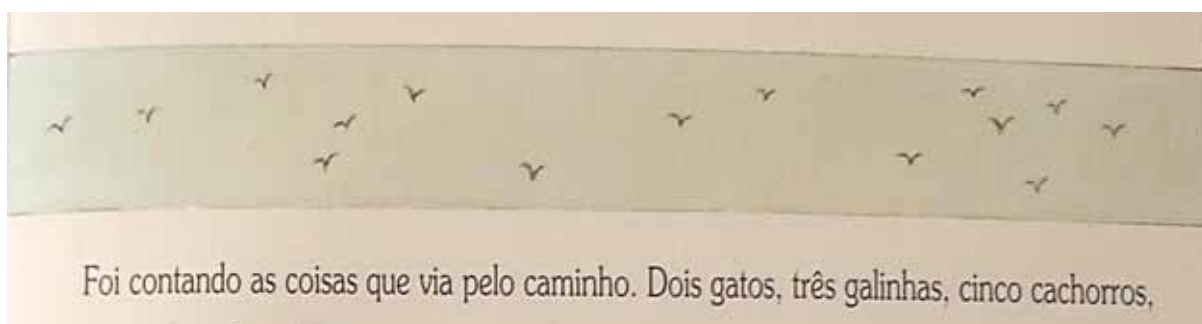 Foi contando as coisas que via pelo caminho. Dois gatos, três galinhas, cinco cachorros,